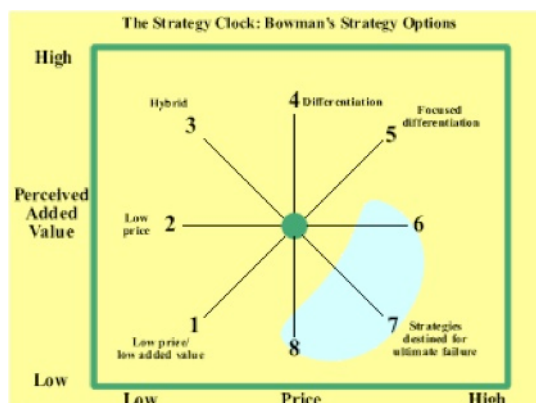 The Strategy Clock: Bowman's Strategy Options
High
4 Differentiation
Hybrid
3
Focused
differentiation
5
Perceived
Added
Value
Low
price
2
6
1
Low price/
low added value
8
7
Strategies
destined for
ultimate failure
Low
Low
Price
High